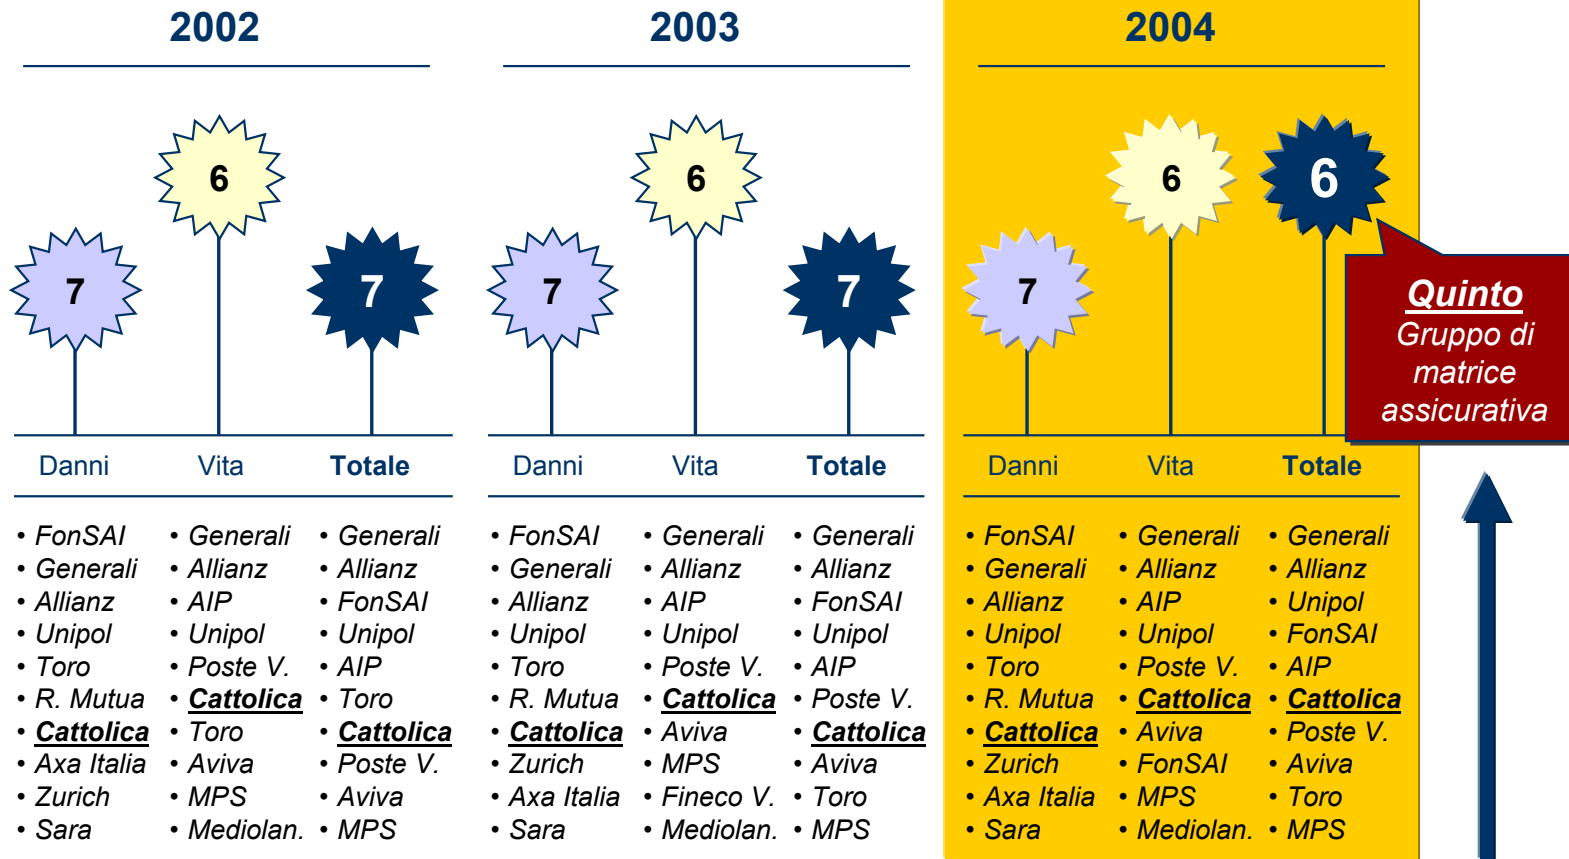 2002
2003
2004
6
6
6
6
7
7
7
7
7
Quinto
Gruppo di
matrice
assicurativa
Danni Vita Totale
Danni Vita Totale
Danni Vita Totale
• FonSAI • Generali • Generali
• Generali • Allianz • Allianz
• Allianz • AIP • FonSAI
• Unipol • Unipol • Unipol
• Toro • Poste V. • AIP
• R. Mutua • Cattolica • Toro
• Cattolica • Toro • Cattolica
• Axa Italia • Aviva • Poste V.
• Zurich • MPS • Aviva
• Sara • Mediolan. • MPS
• FonSAI • Generali • Generali
• Generali • Allianz • Allianz
• Allianz • AIP • FonSAI
• Unipol • Unipol • Unipol
• Toro • Poste V. • AIP
• R. Mutua • Cattolica • Poste V.
• Cattolica • Aviva • Cattolica
• Zurich • MPS • Aviva
• Axa Italia • Fineco V. • Toro
• Sara • Mediolan. • MPS
• FonSAI • Generali • Generali
• Generali • Allianz • Allianz
• Allianz • AIP • Unipol
• Unipol • Unipol • FonSAI
• Toro • Poste V. • AIP
• R. Mutua • Cattolica • Cattolica
• Cattolica • Aviva • Poste V.
• Zurich • FonSAI • Aviva
• Axa Italia • MPS • Toro
• Sara • Mediolan. • MPS